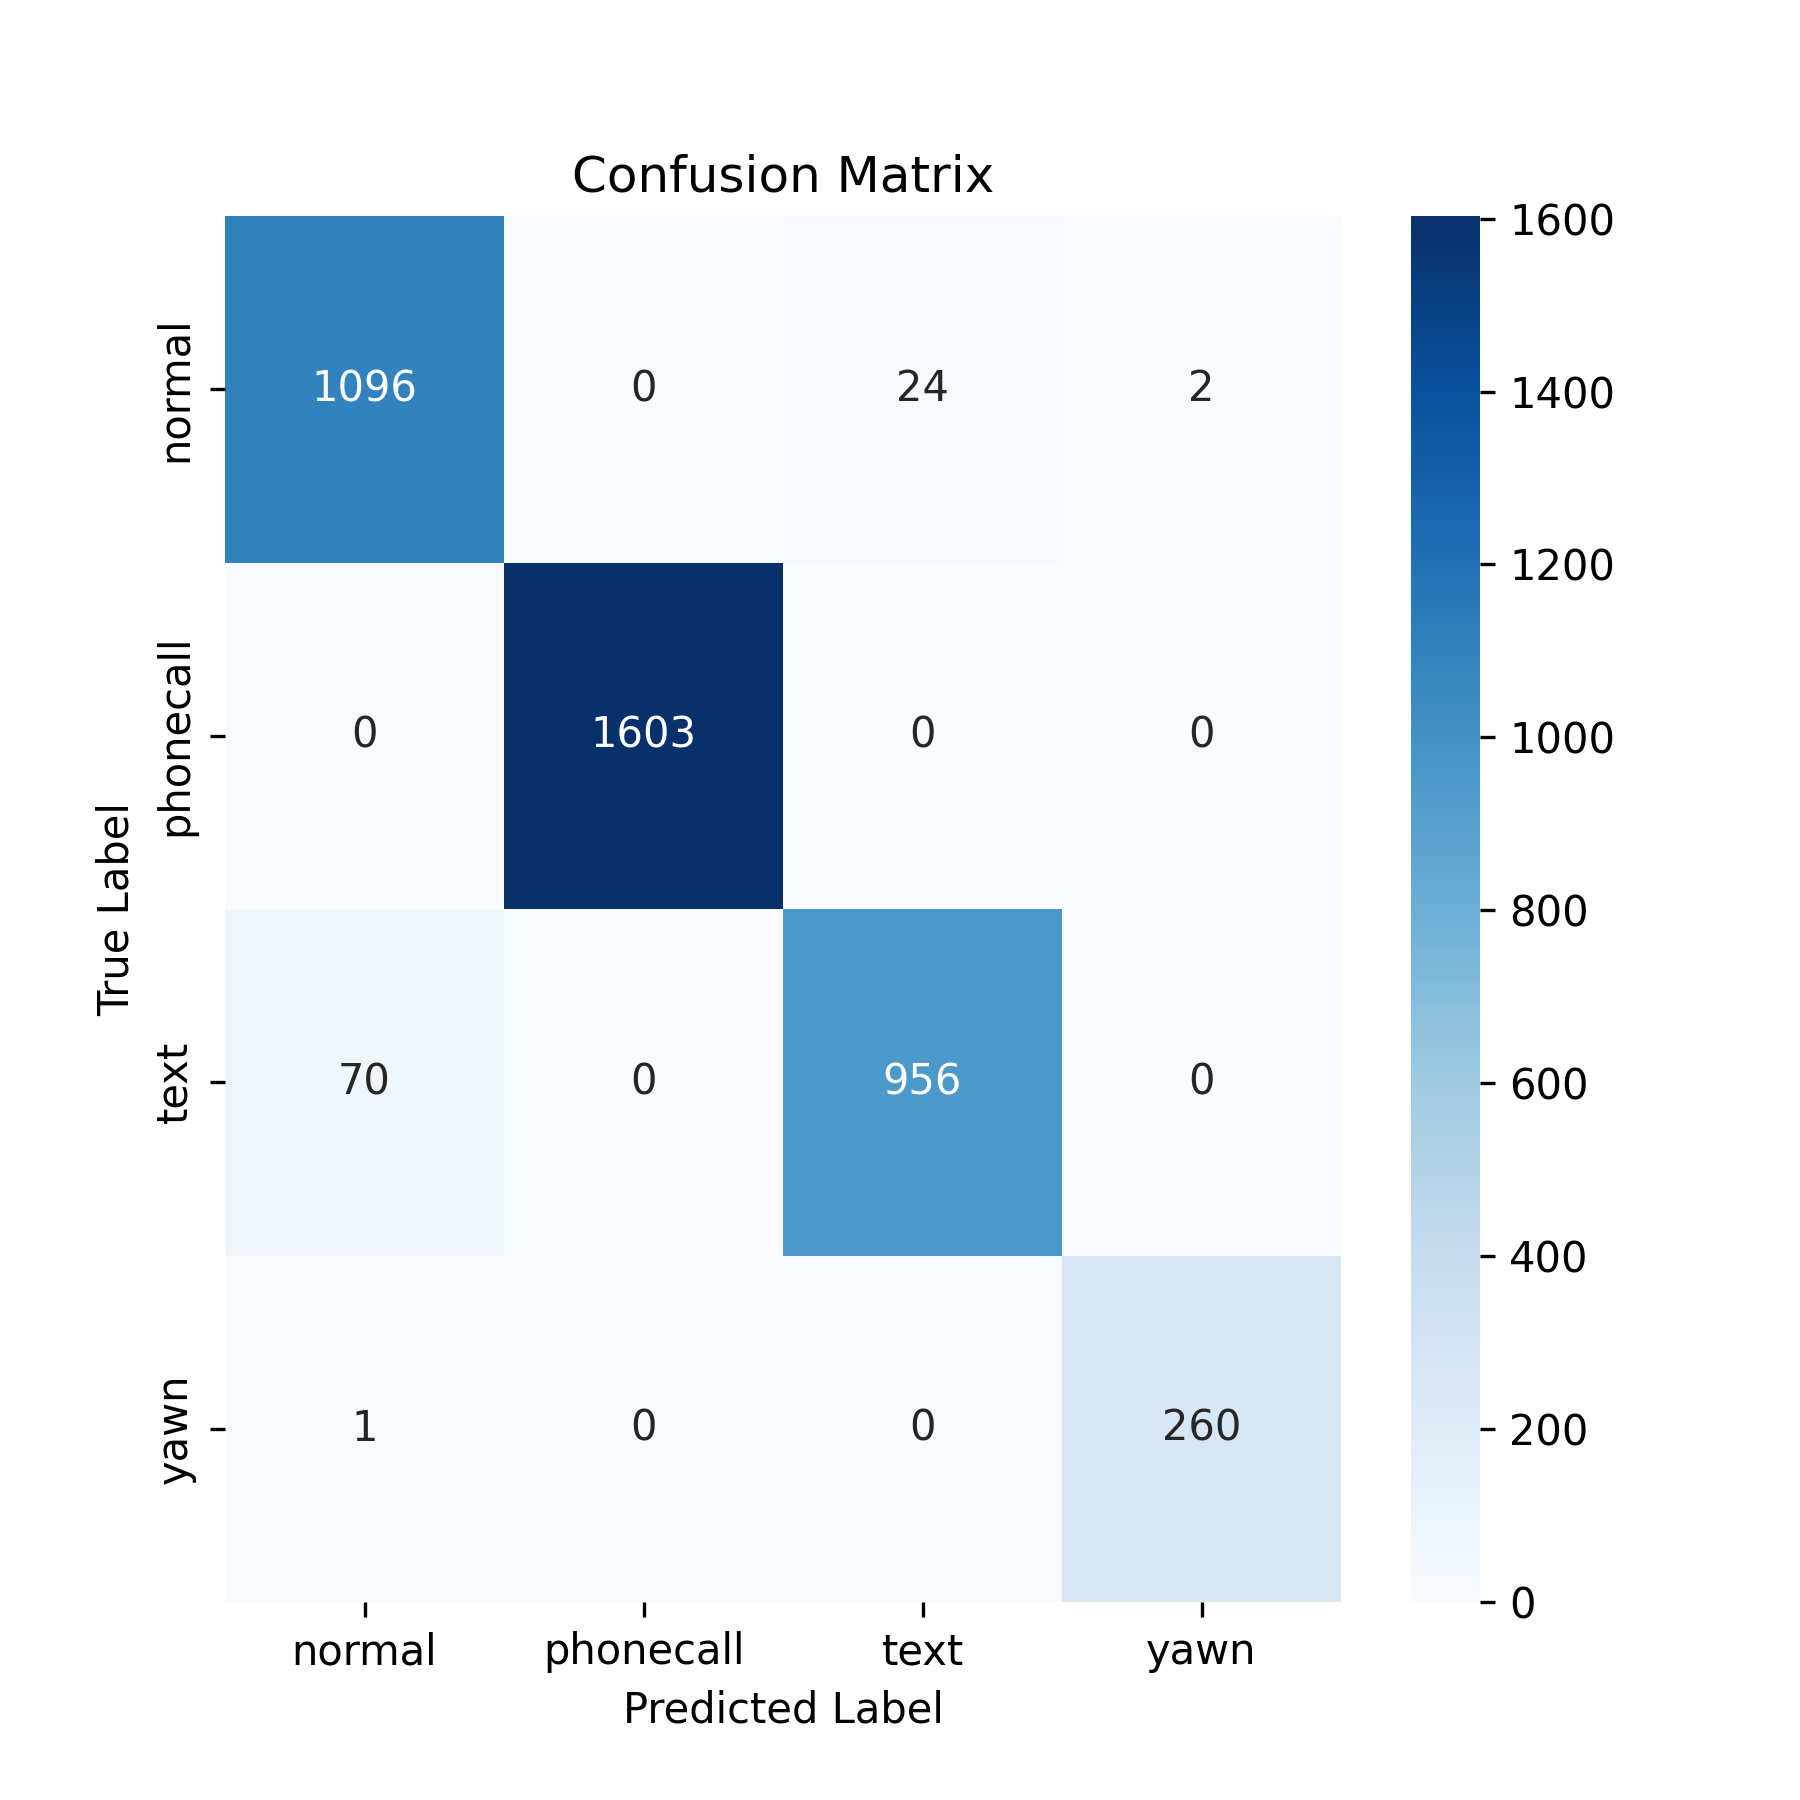 Confusion Matrix
1600
1400
1200
1000
800
600
400
200
0
True Label
normal
1096 0 24 2
phonecall
0 1603 0 0
text
70 0 956 0
yawn
1 0 0 260
normal phonecall text yawn
Predicted Label